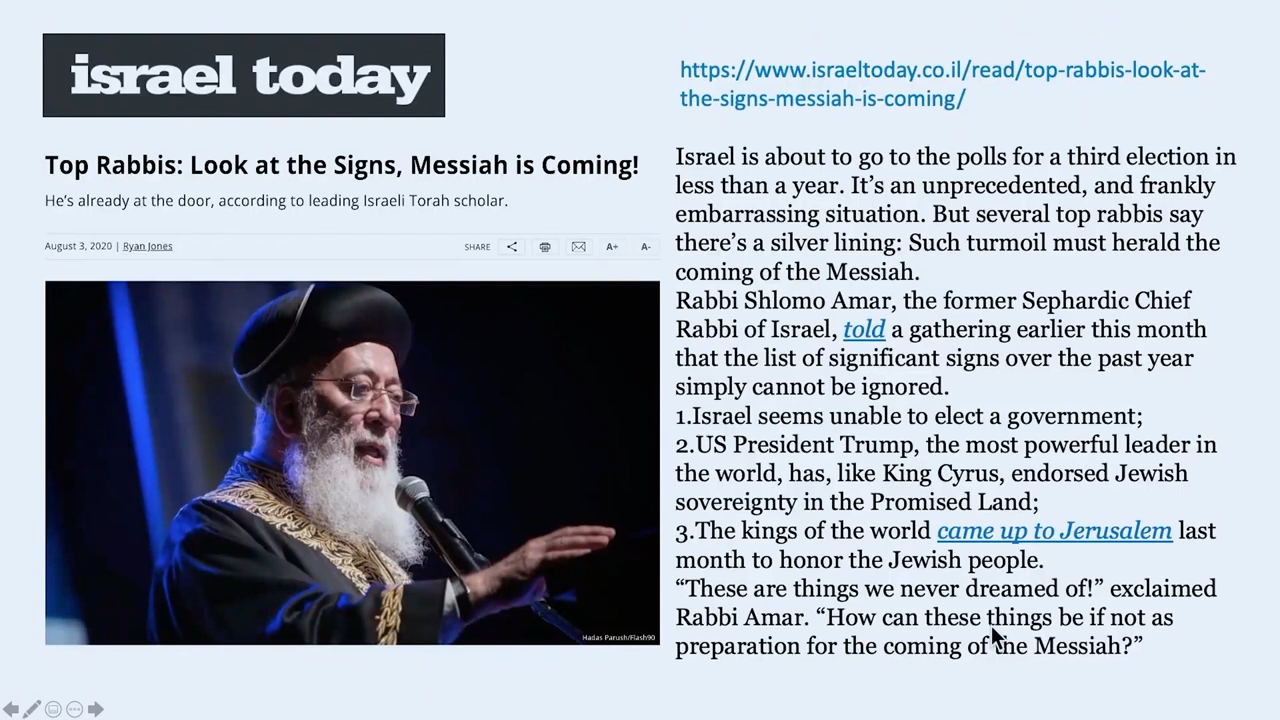 israel today
Top Rabbis: Look at the Signs, Messiah is Coming!
He’s already at the door, according to leading Israeli Torah scholar.
August 3, 2020 | Ryan Jones
SHARE
A+
A-
Hadas Parush/Flash90
https://www.israeltoday.co.il/read/top-rabbis-look-at-
the-signs-messiah-is-coming/
Israel is about to go to the polls for a third election in
less than a year. It’s an unprecedented, and frankly
embarrassing situation. But several top rabbis say
there’s a silver lining: Such turmoil must herald the
coming of the Messiah.
Rabbi Shlomo Amar, the former Sephardic Chief
Rabbi of Israel, told a gathering earlier this month
that the list of significant signs over the past year
simply cannot be ignored.
1.Israel seems unable to elect a government;
2.US President Trump, the most powerful leader in
the world, has, like King Cyrus, endorsed Jewish
sovereignty in the Promised Land;
3.The kings of the world came up to Jerusalem last
month to honor the Jewish people.
“These are things we never dreamed of!” exclaimed
Rabbi Amar. “How can these things be if not as
preparation for the coming of the Messiah?”